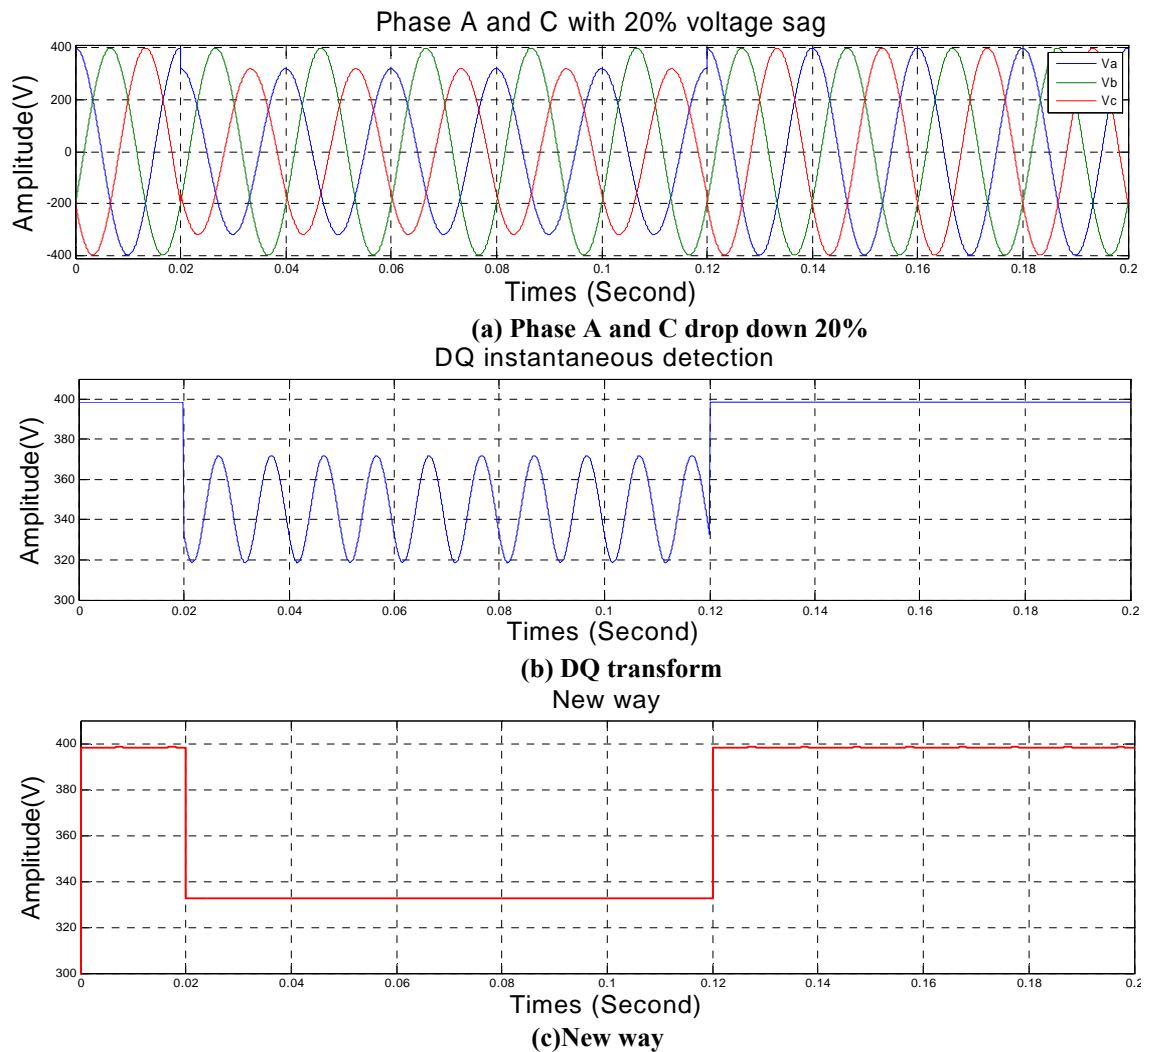 Phase A and C with 20% voltage sag
Amplitude(V)
400
200
0
-200
-400
Va
Vb
Vc
0 0.02 0.04 0.06 0.08 0.1 0.12 0.14 0.16 0.18 0.2
Times (Second)
(a) Phase A and C drop down 20%
DQ instantaneous detection
Amplitude(V)
400
380
360
340
320
300
0 0.02 0.04 0.06 0.08 0.1 0.12 0.14 0.16 0.18 0.2
Times (Second)
(b) DQ transform
New way
Amplitude(V)
400
380
360
340
320
300
0 0.02 0.04 0.06 0.08 0.1 0.12 0.14 0.16 0.18 0.2
Times (Second)
(c)New way